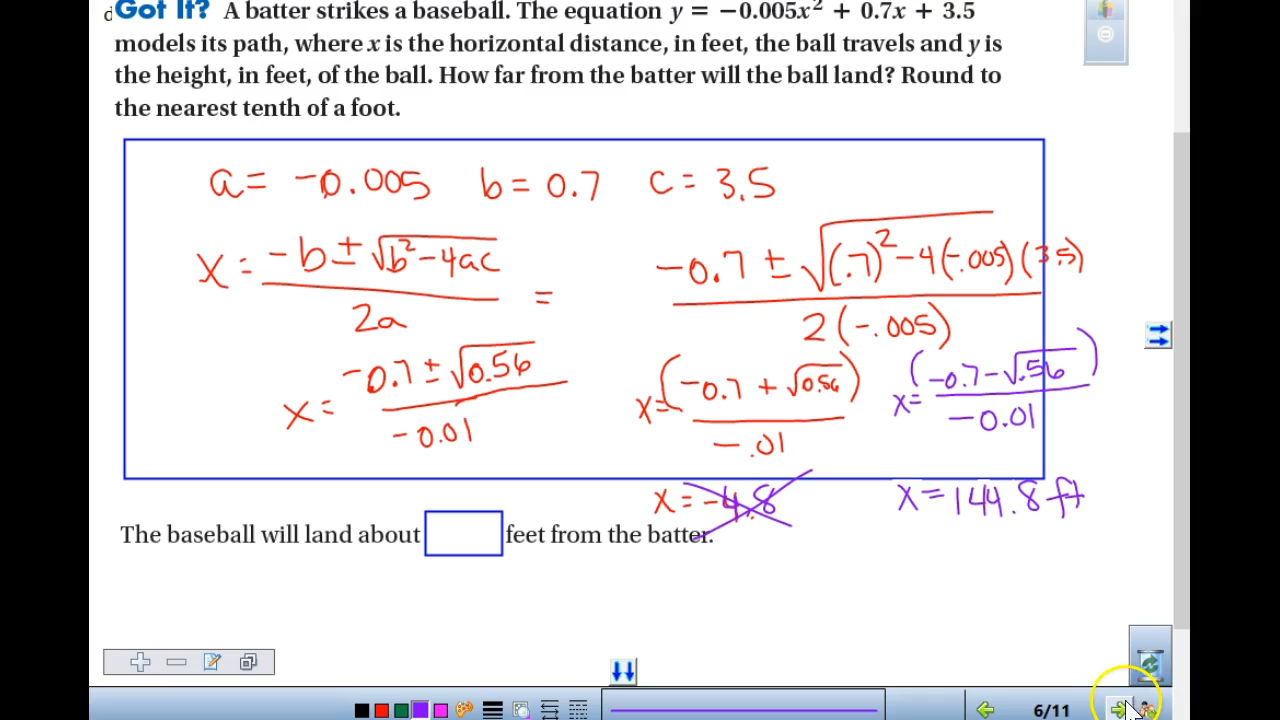 d Got It? A batter strikes a baseball. The equation y = −0.005x² + 0.7x + 3.5
models its path, where x is the horizontal distance, in feet, the ball travels and y is
the height, in feet, of the ball. How far from the batter will the ball land? Round to
the nearest tenth of a foot.
a = -0.005 b = 0.7 c = 3.5
x = (-b ± √(b² - 4ac)) / 2a = (-0.7 ± √((.7)² - 4(-.005)(3.5))) / 2(-.005)
x = (-0.7 ± √0.56) / -0.01
x = (-0.7 + √0.56) / -.01
x = (-0.7 - √.56) / -0.01
x = -4.8
x = 144.8 ft
The baseball will land about feet from the batter.
6/11